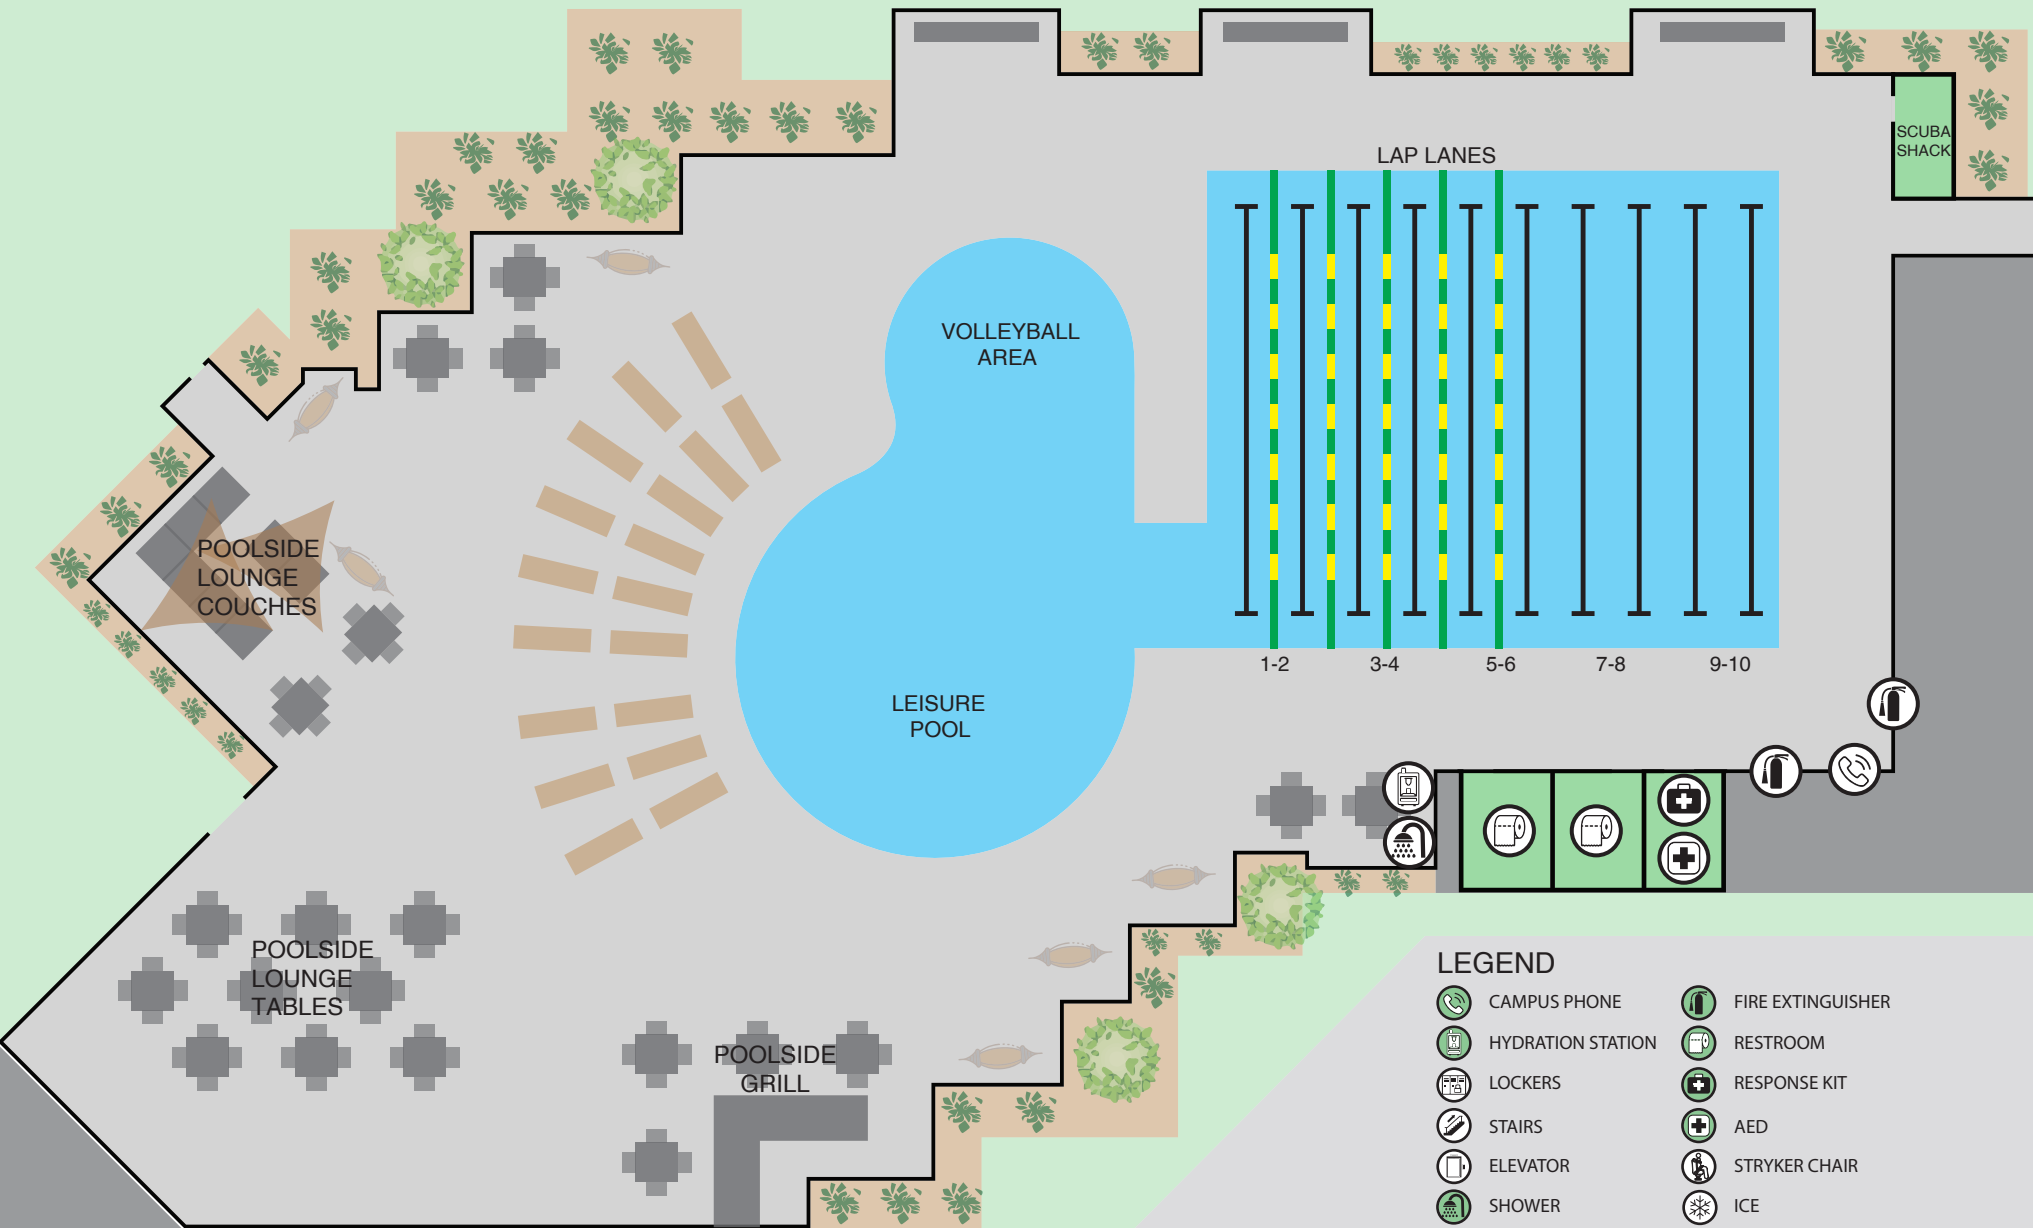 SCUBA
SHACK
LAP LANES
VOLLEYBALL
AREA
POOLSIDE
LOUNGE
COUCHES
1-2
3-4
5-6
7-8
9-10
LEISURE
POOL
POOLSIDE
LOUNGE
TABLES
POOLSIDE
GRILL
LEGEND
CAMPUS PHONE
HYDRATION STATION
LOCKERS
STAIRS
ELEVATOR
SHOWER
FIRE EXTINGUISHER
RESTROOM
RESPONSE KIT
AED
STRYKER CHAIR
ICE